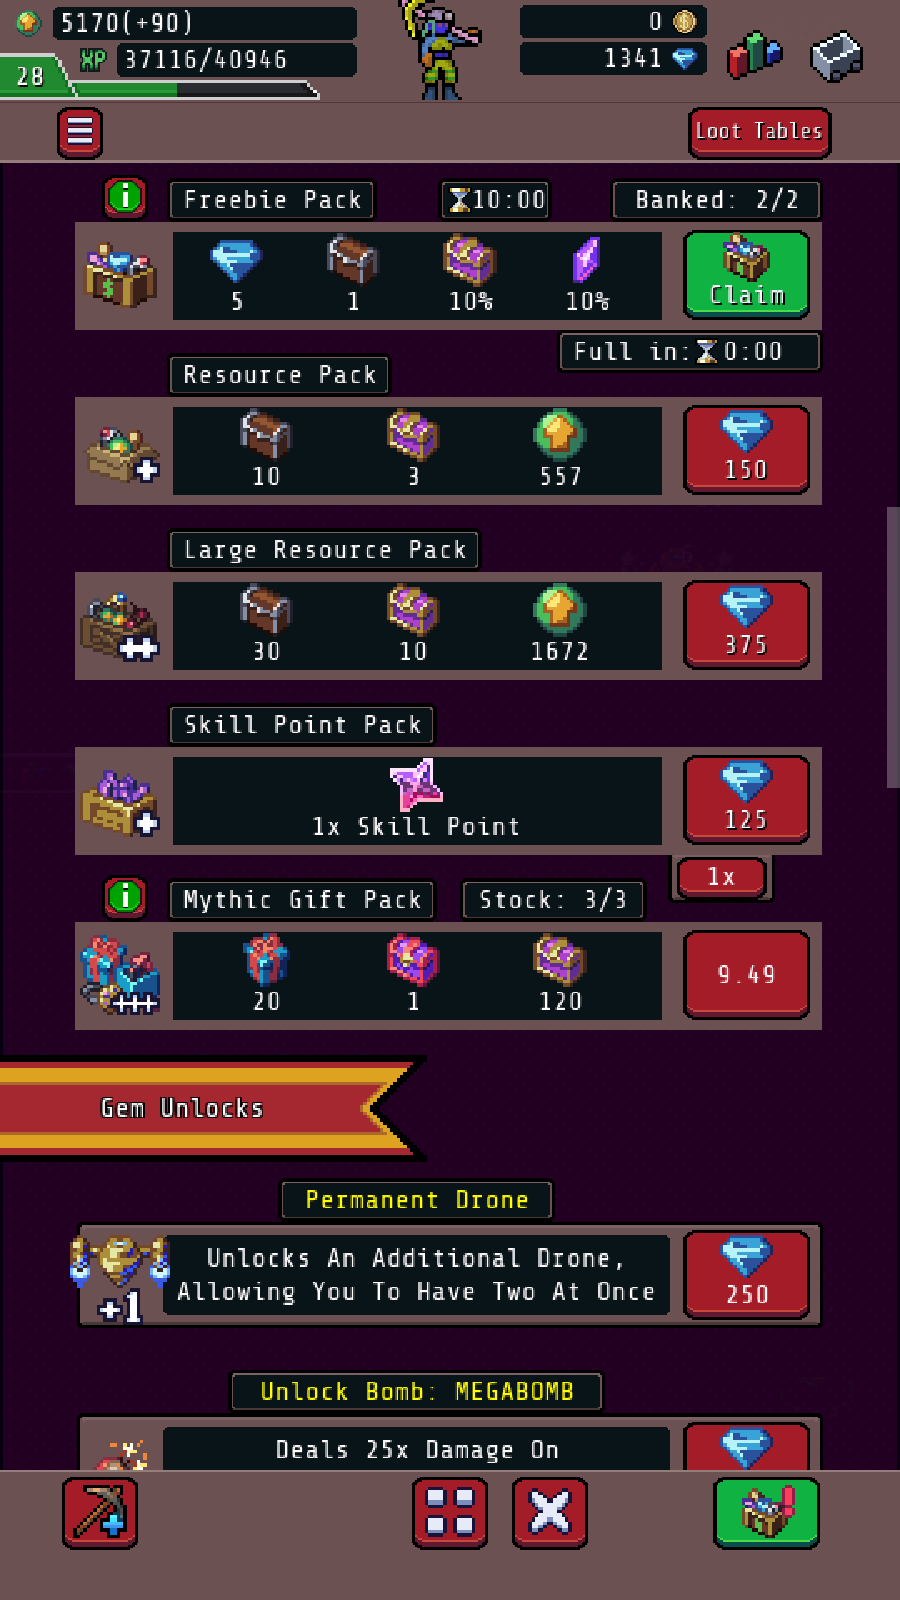 5170(+90)
0
XP 37116/40946
1341
28
Loot Tables
i Freebie Pack 10:00 Banked: 2/2
5 1 10% 10% Claim
Full in: 0:00
Resource Pack
10 3 557 150
Large Resource Pack
30 10 1672 375
Skill Point Pack
1x Skill Point 125
1x
i Mythic Gift Pack Stock: 3/3
20 1 120 9.49
Gem Unlocks
Permanent Drone
Unlocks An Additional Drone,
Allowing You To Have Two At Once
+1 250
Unlock Bomb: MEGABOMB
Deals 25x Damage On